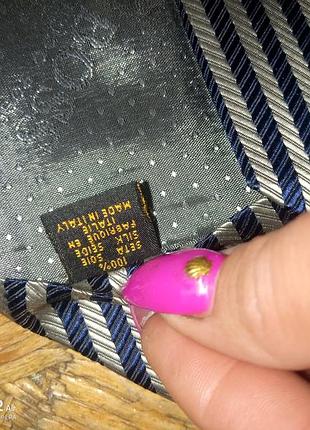 100%
SETA SOIE
SILK SEIDE
FABRIQUE EN
ITALIE
MADE IN ITALY